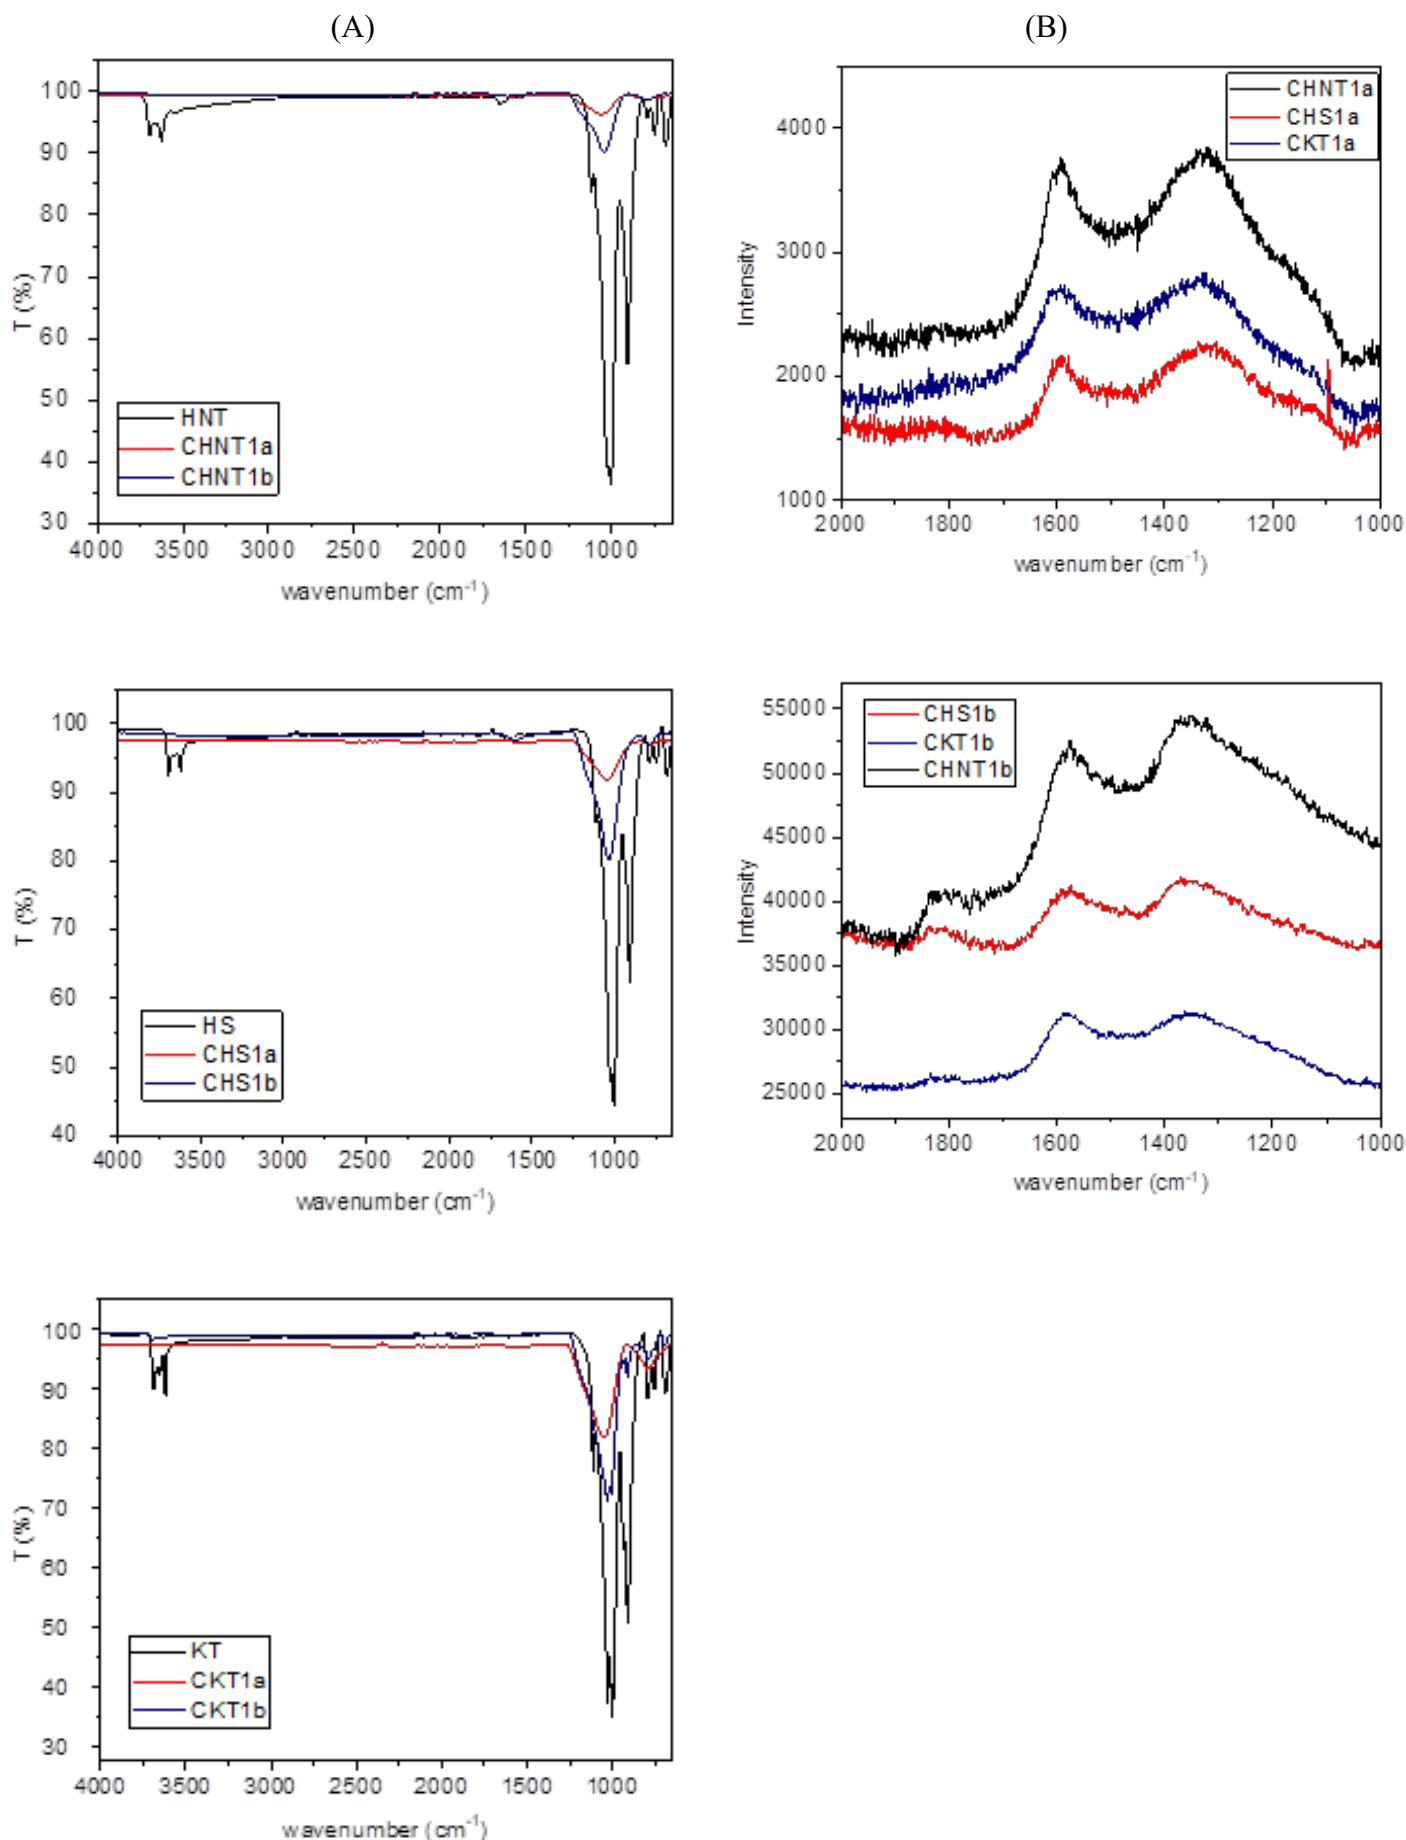 (A)
(B)
100
90
80
70
60
50
40
30
T (%)
HNT
CHNT1a
CHNT1b
4000 3500 3000 2500 2000 1500 1000
wavenumber (cm-1)
4000
3000
2000
1000
Intensity
CHNT1a
CHS1a
CKT1a
2000 1800 1600 1400 1200 1000
wavenumber (cm-1)
100
90
80
70
60
50
40
T (%)
HS
CHS1a
CHS1b
4000 3500 3000 2500 2000 1500 1000
wavenumber (cm-1)
55000
50000
45000
40000
35000
30000
25000
Intensity
CHS1b
CKT1b
CHNT1b
2000 1800 1600 1400 1200 1000
wavenumber (cm-1)
100
90
80
70
60
50
40
30
T (%)
KT
CKT1a
CKT1b
4000 3500 3000 2500 2000 1500 1000
wavenumber (cm-1)